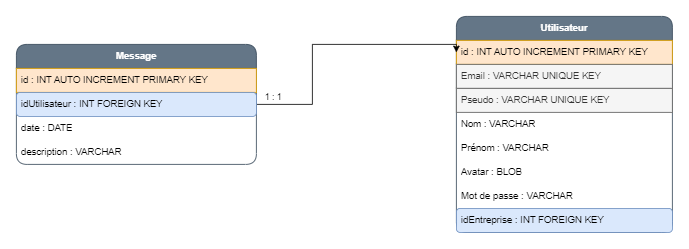 Message
id : INT AUTO INCREMENT PRIMARY KEY
idUtilisateur : INT FOREIGN KEY
date : DATE
description : VARCHAR
1 : 1
Utilisateur
id : INT AUTO INCREMENT PRIMARY KEY
Email : VARCHAR UNIQUE KEY
Pseudo : VARCHAR UNIQUE KEY
Nom : VARCHAR
Prénom : VARCHAR
Avatar : BLOB
Mot de passe : VARCHAR
idEntreprise : INT FOREIGN KEY